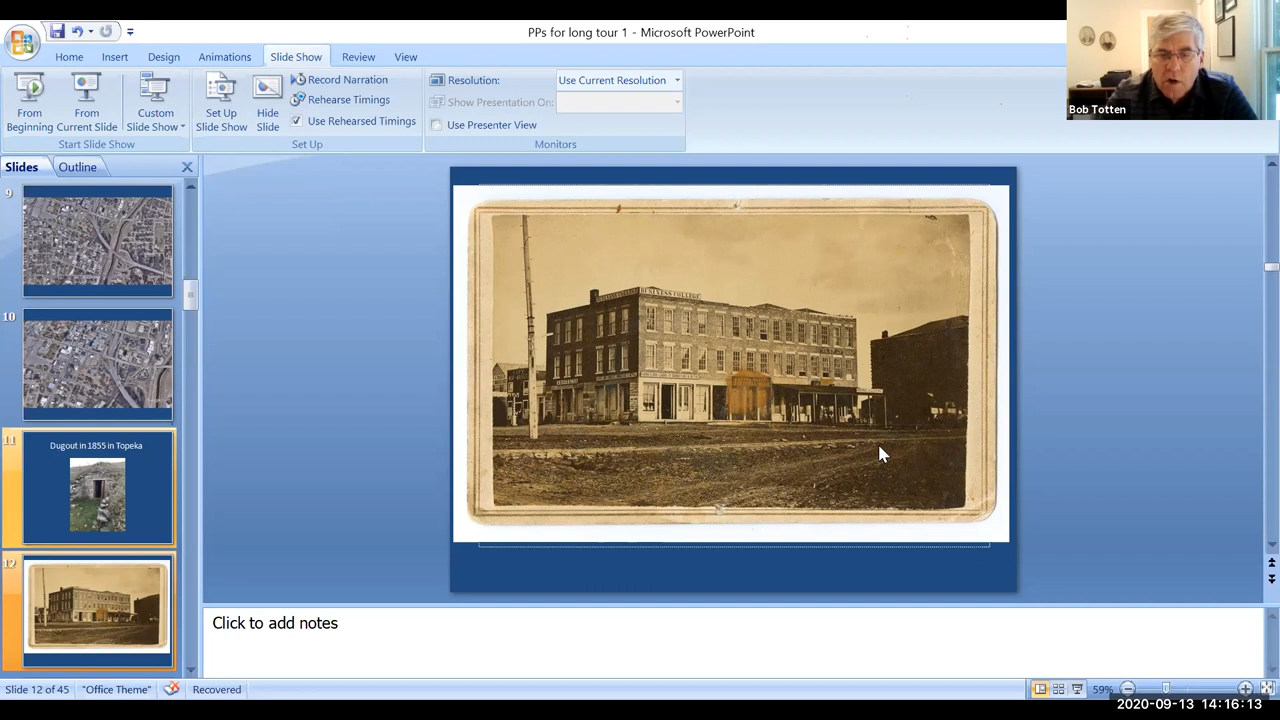 PPs for long tour 1 - Microsoft PowerPoint
Home Insert Design Animations Slide Show Review View
From Beginning
From Current Slide
Custom Slide Show
Start Slide Show
Set Up Slide Show
Hide Slide
Record Narration
Rehearse Timings
Use Rehearsed Timings
Set Up
Resolution: Use Current Resolution
Show Presentation On:
Use Presenter View
Monitors
Bob Totten
Slides Outline
9
10
11
Dugout in 1855 in Topeka
12
BUSINESS COLLEGE
Click to add notes
Slide 12 of 45 "Office Theme" Recovered 59%
2020-09-13 14:16:13